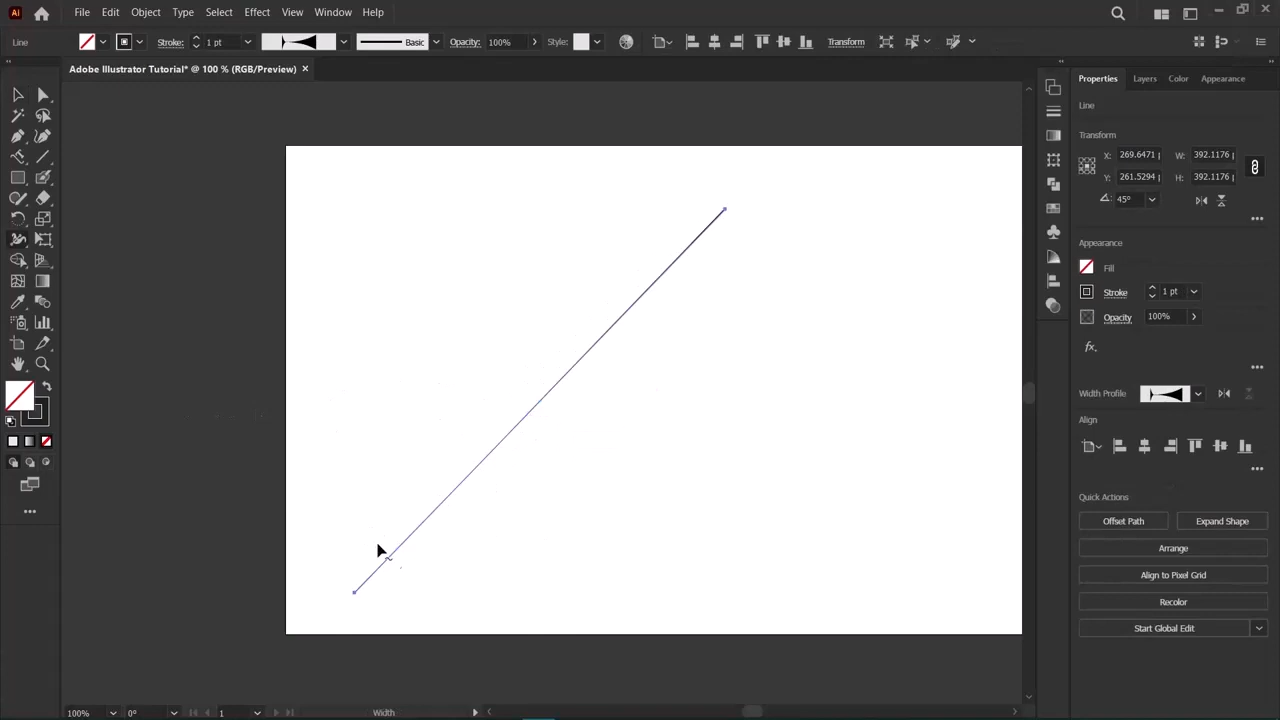 Ai File Edit Object Type Select Effect View Window Help
Line Stroke: 1 pt Basic Opacity: 100% Style: Transform
Adobe Illustrator Tutorial* @ 100 % (RGB/Preview) ×
Properties Layers Color Appearance
Line
Transform
X: 269.6471 W: 392.1176
Y: 261.5294 H: 392.1176
45°
Appearance
Fill
Stroke 1 pt
Opacity 100%
fx.
Width Profile
Align
Quick Actions
Offset Path Expand Shape
Arrange
Align to Pixel Grid
Recolor
Start Global Edit
100% 0° 1 Width